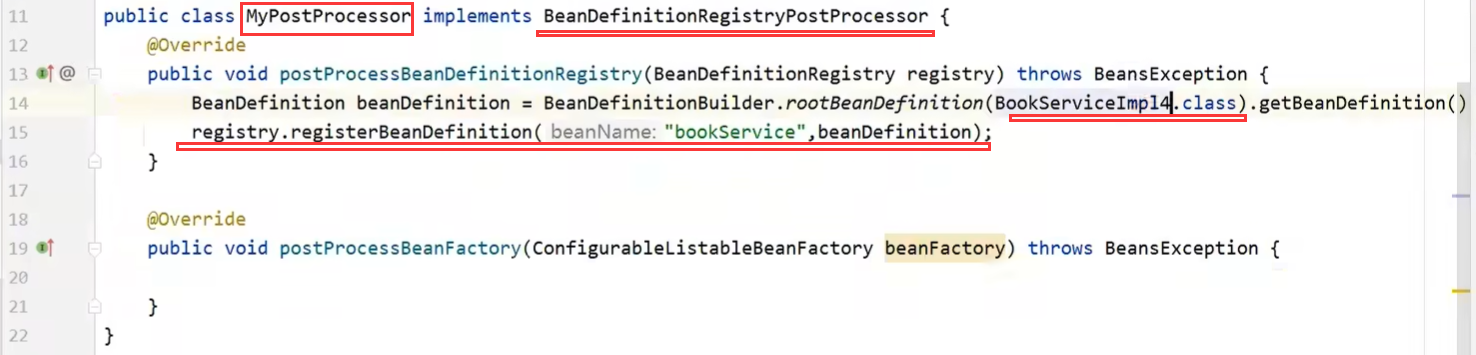 11 public class MyPostProcessor implements BeanDefinitionRegistryPostProcessor {
12 @Override
13 @ public void postProcessBeanDefinitionRegistry(BeanDefinitionRegistry registry) throws BeansException {
14 BeanDefinition beanDefinition = BeanDefinitionBuilder.rootBeanDefinition(BookServiceImpl4.class).getBeanDefinition()
15 registry.registerBeanDefinition( beanName: "bookService",beanDefinition);
16 }
17
18 @Override
19 public void postProcessBeanFactory(ConfigurableListableBeanFactory beanFactory) throws BeansException {
20
21 }
22 }